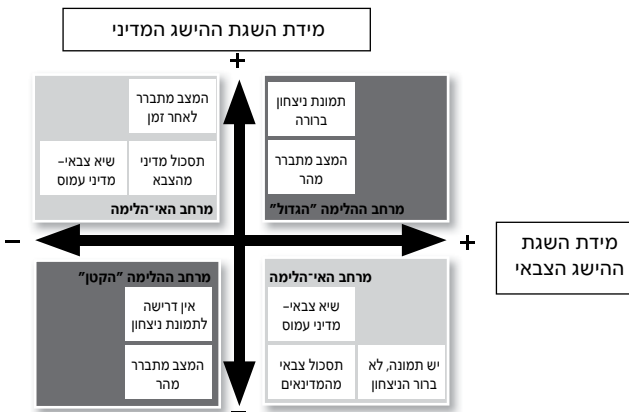 מידת השגת ההישג המדיני
+
תמונת ניצחון
ברורה
המצב מתברר
מהר
מרחב ההלימה "הגדול"
המצב מתברר
לאחר זמן
תסכול מדיני
מהצבא
שיא צבאי–
מדיני עמוס
מרחב האי־הלימה
מידת השגת
ההישג הצבאי
+
–
מרחב האי־הלימה
שיא צבאי–
מדיני עמוס
יש תמונה, לא
ברור הניצחון
תסכול צבאי
מהמדינאים
מרחב ההלימה "הקטן"
אין דרישה
לתמונת ניצחון
המצב מתברר
מהר
–